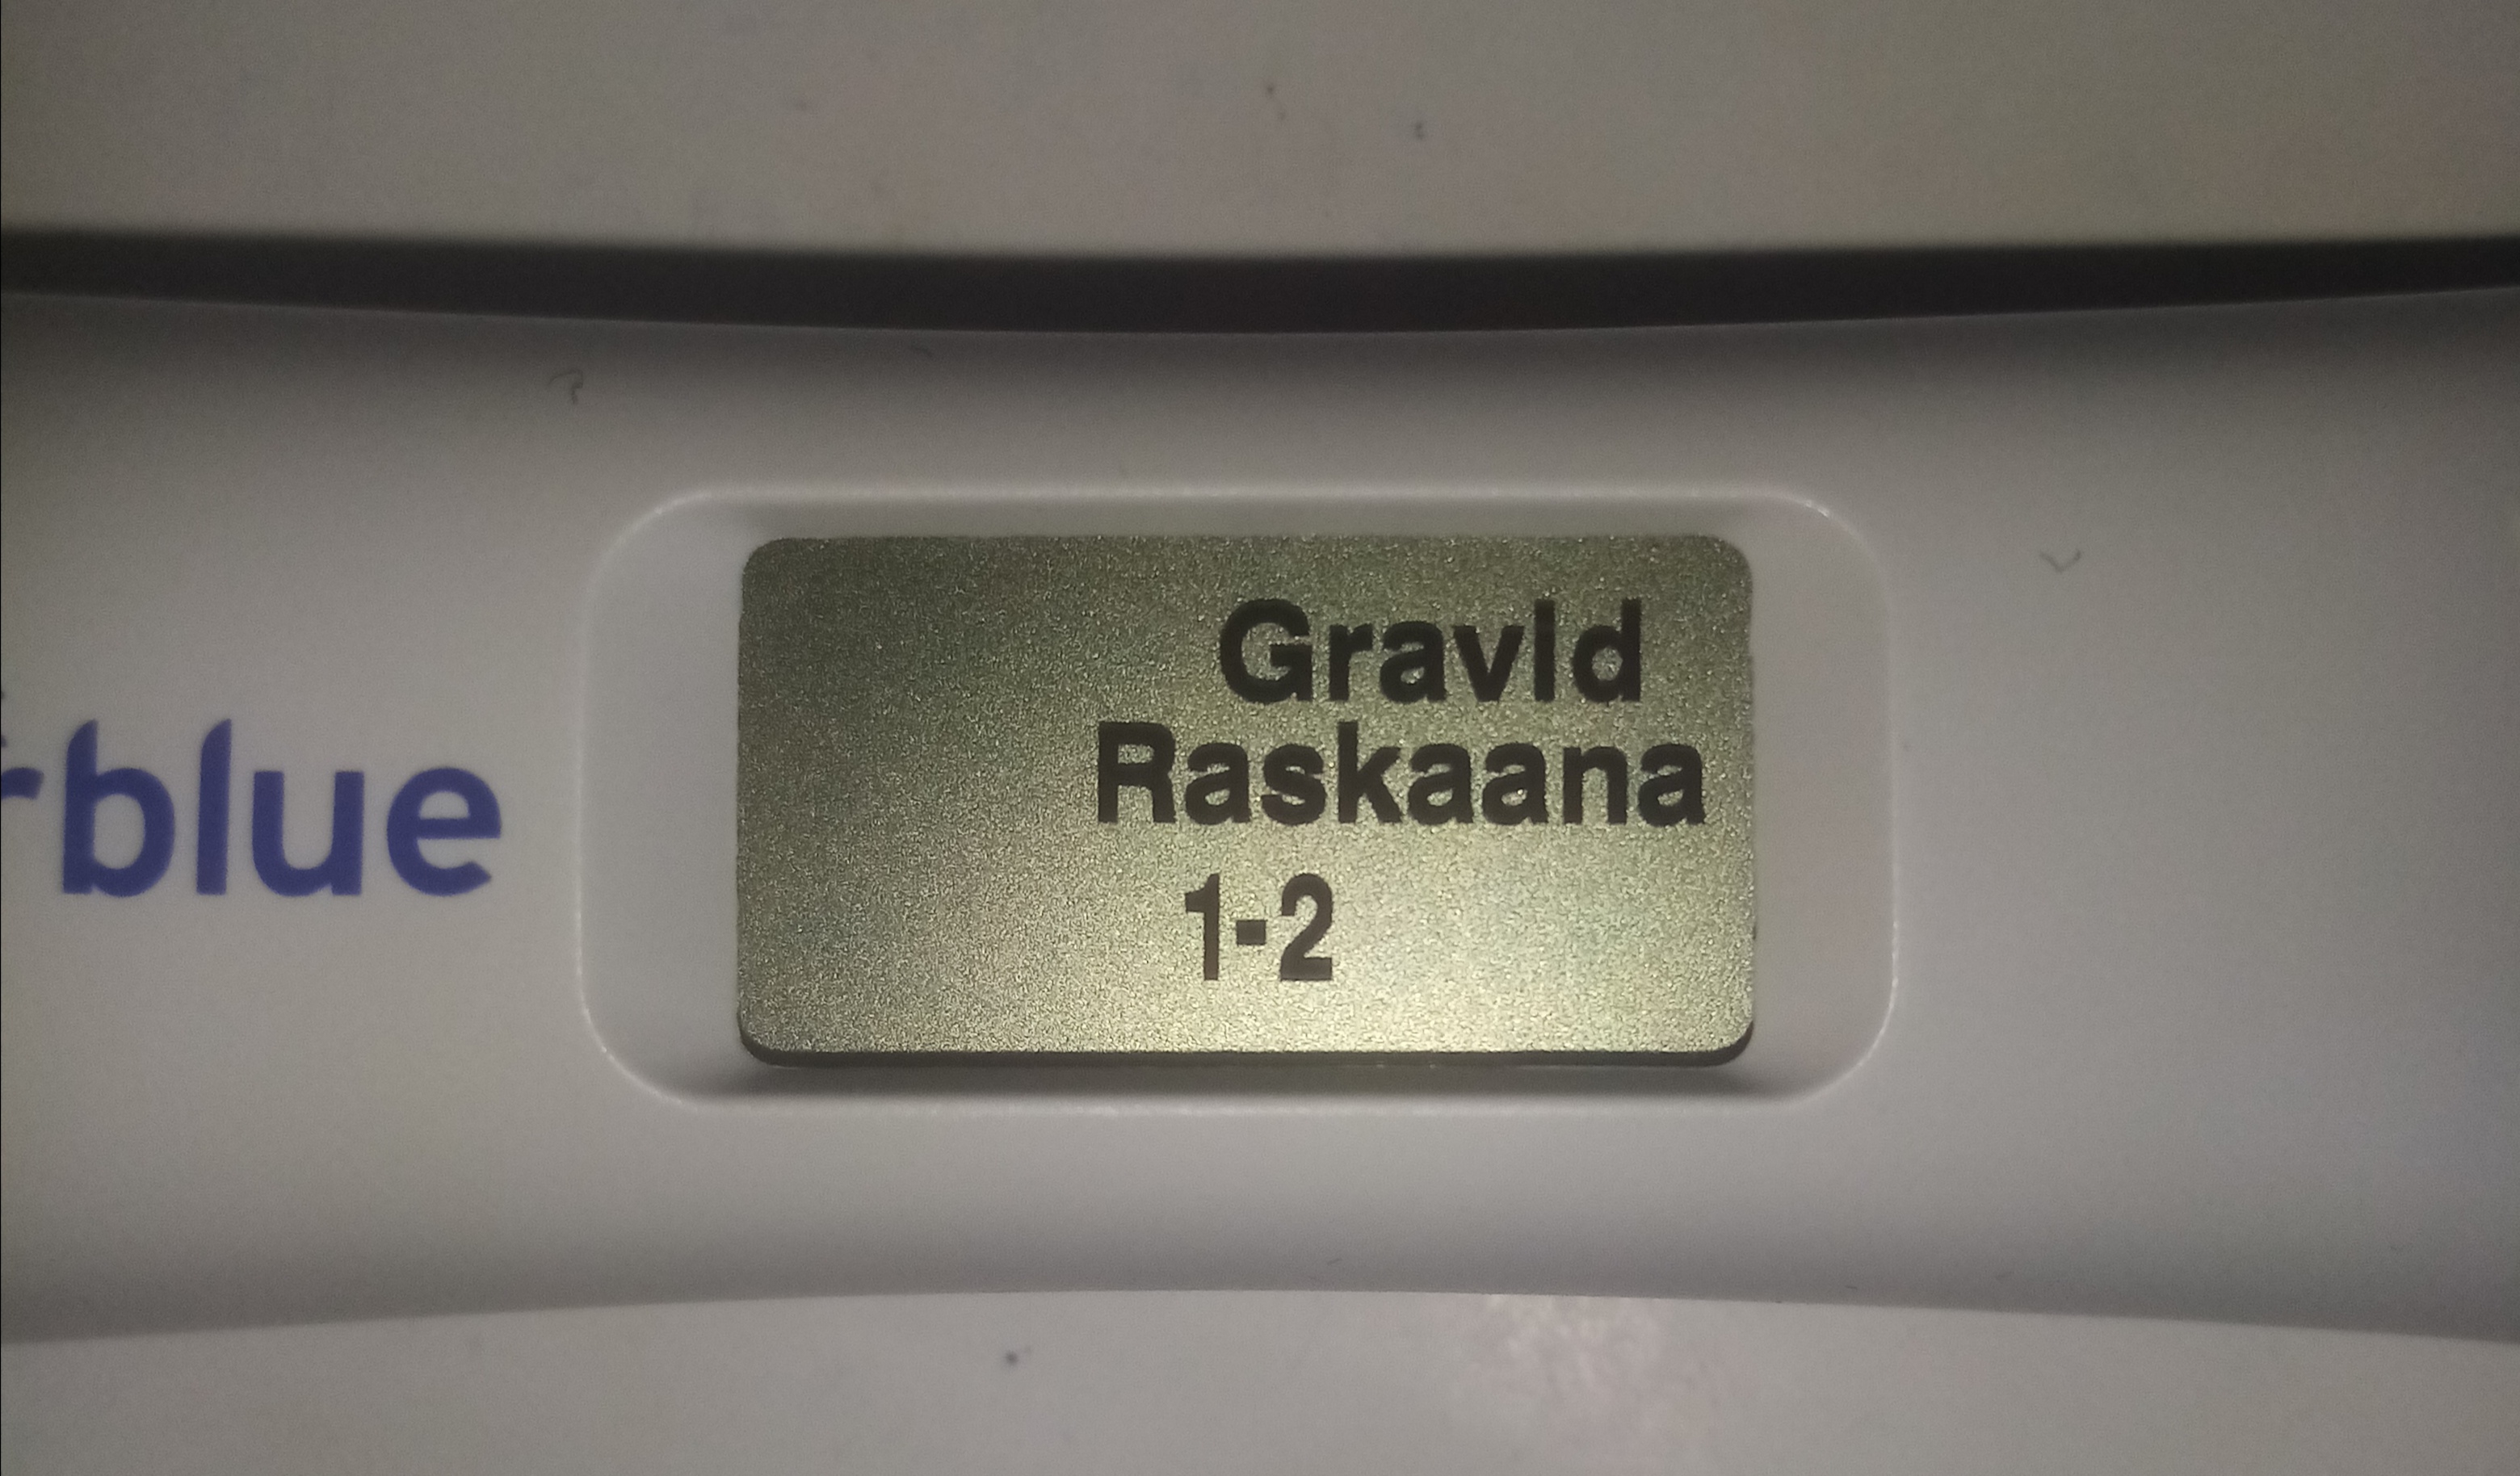 rblue
Gravid
Raskaana
1-2